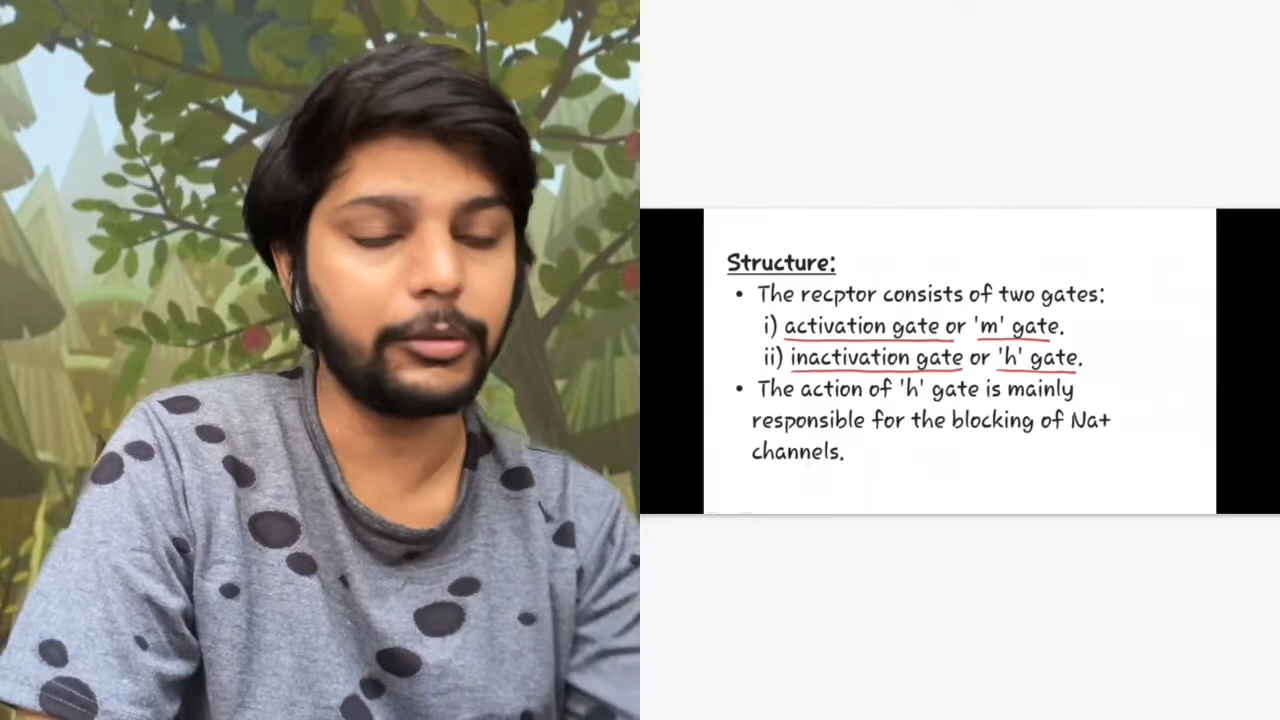 Structure:
• The recptor consists of two gates:
i) activation gate or 'm' gate.
ii) inactivation gate or 'h' gate.
• The action of 'h' gate is mainly
responsible for the blocking of Na+
channels.